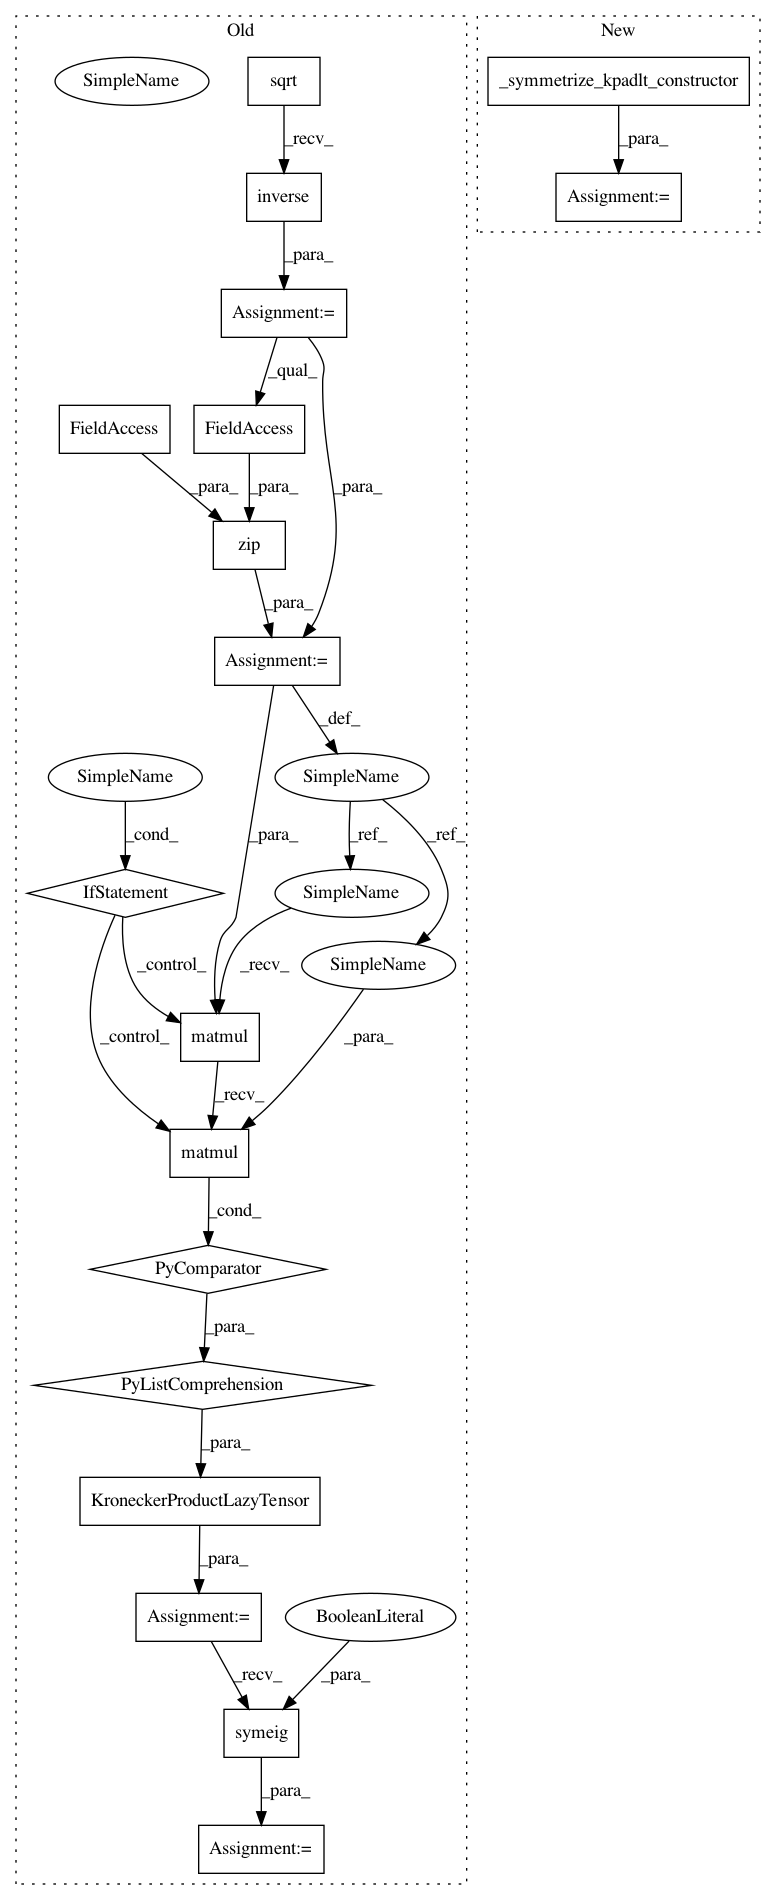 Old
New
SimpleName
sqrt
_symmetrize_kpadlt_constructor
_recv_
_para_
inverse
Assignment:=
_para_
Assignment:=
_qual_
FieldAccess
FieldAccess
_para_
_para_
_para_
zip
_para_
Assignment:=
_def_
SimpleName
SimpleName
_cond_
_para_
_ref_
_ref_
IfStatement
SimpleName
SimpleName
_control_
_recv_
matmul
_control_
_para_
_recv_
matmul
_cond_
PyComparator
_para_
PyListComprehension
_para_
KroneckerProductLazyTensor
_para_
Assignment:=
BooleanLiteral
_recv_
_para_
symeig
_para_
Assignment:=